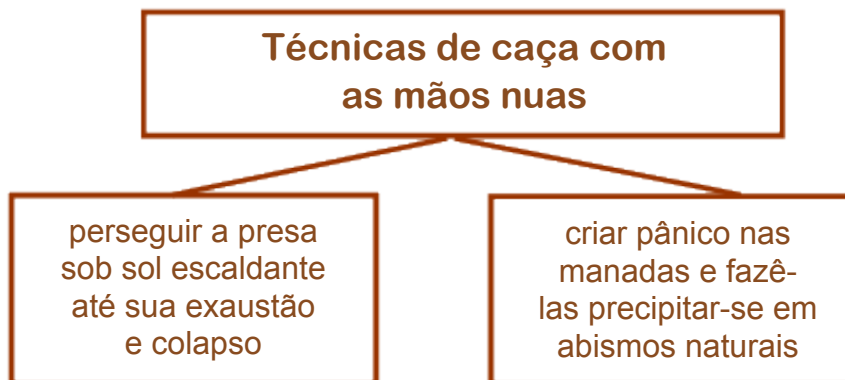 Técnicas de caça com
as mãos nuas
perseguir a presa
sob sol escaldante
até sua exaustão
e colapso
criar pânico nas
manadas e fazê-
las precipitar-se em
abismos naturais